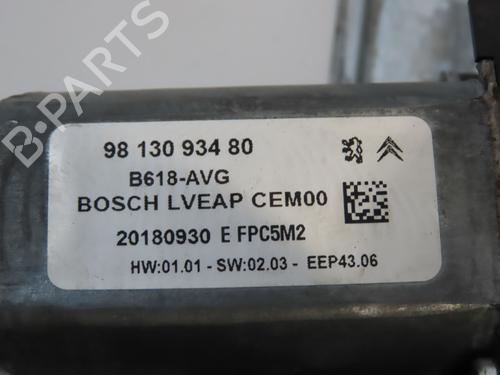 B-PARTS
98 130 934 80
B618-AVG
BOSCH LVEAP CEM00
20180930 E FPC5M2
HW:01.01 - SW:02.03 - EEP43.06